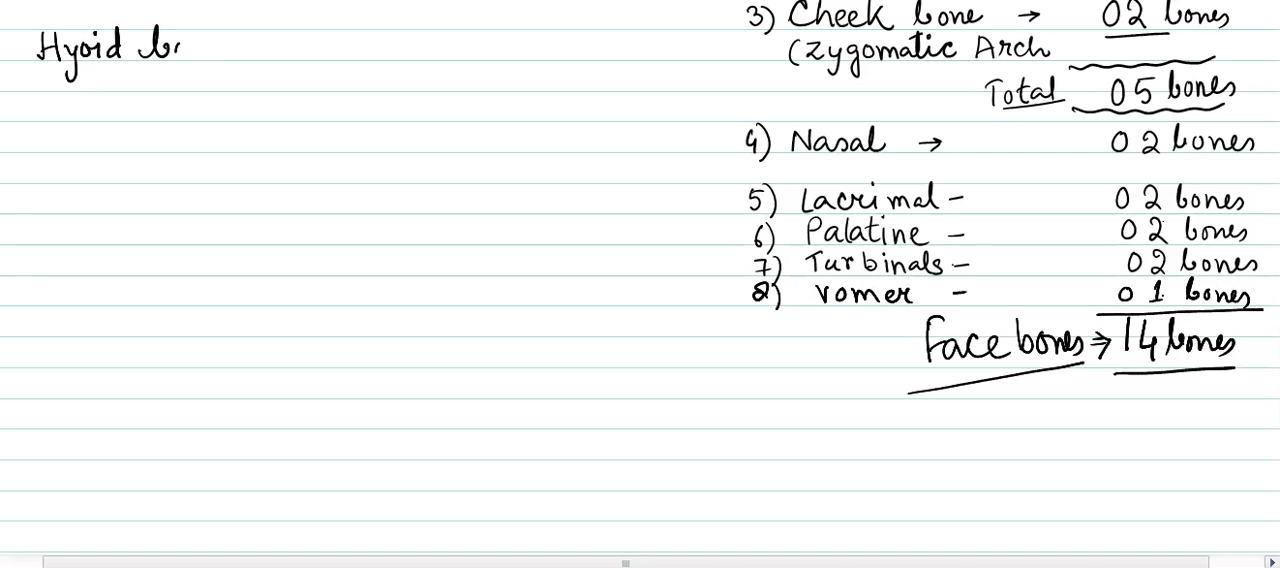 Hyoid bo
3) Cheek bone → 02 bones
(Zygomatic Arch
Total 05 bones
4) Nasal → 02 bones
5) Lacrimal - 02 bones
6) Palatine - 02 bones
7) Turbinals - 02 bones
8) vomer - 01 bones
Face bones ⇒ 14 bones